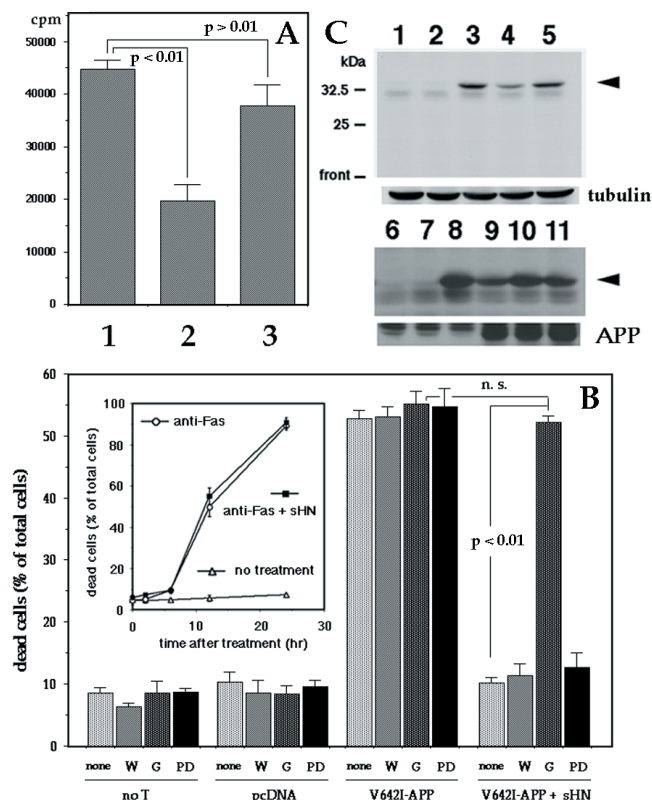 cpm
50000
40000
30000
20000
10000
0
p > 0.01
p < 0.01
A
1 2 3
C
1 2 3 4 5
kDa
32.5
25
front
tubulin
6 7 8 9 10 11
APP
B
dead cells (% of total cells)
60
50
40
30
20
10
0
n. s.
p < 0.01
dead cells (% of total cells)
100
80
60
40
20
0
anti-Fas
anti-Fas + sHN
no treatment
0 10 20 30
time after treatment (hr)
none W G PD none W G PD none W G PD none W G PD
no T pcDNA V642I-APP V642I-APP + sHN